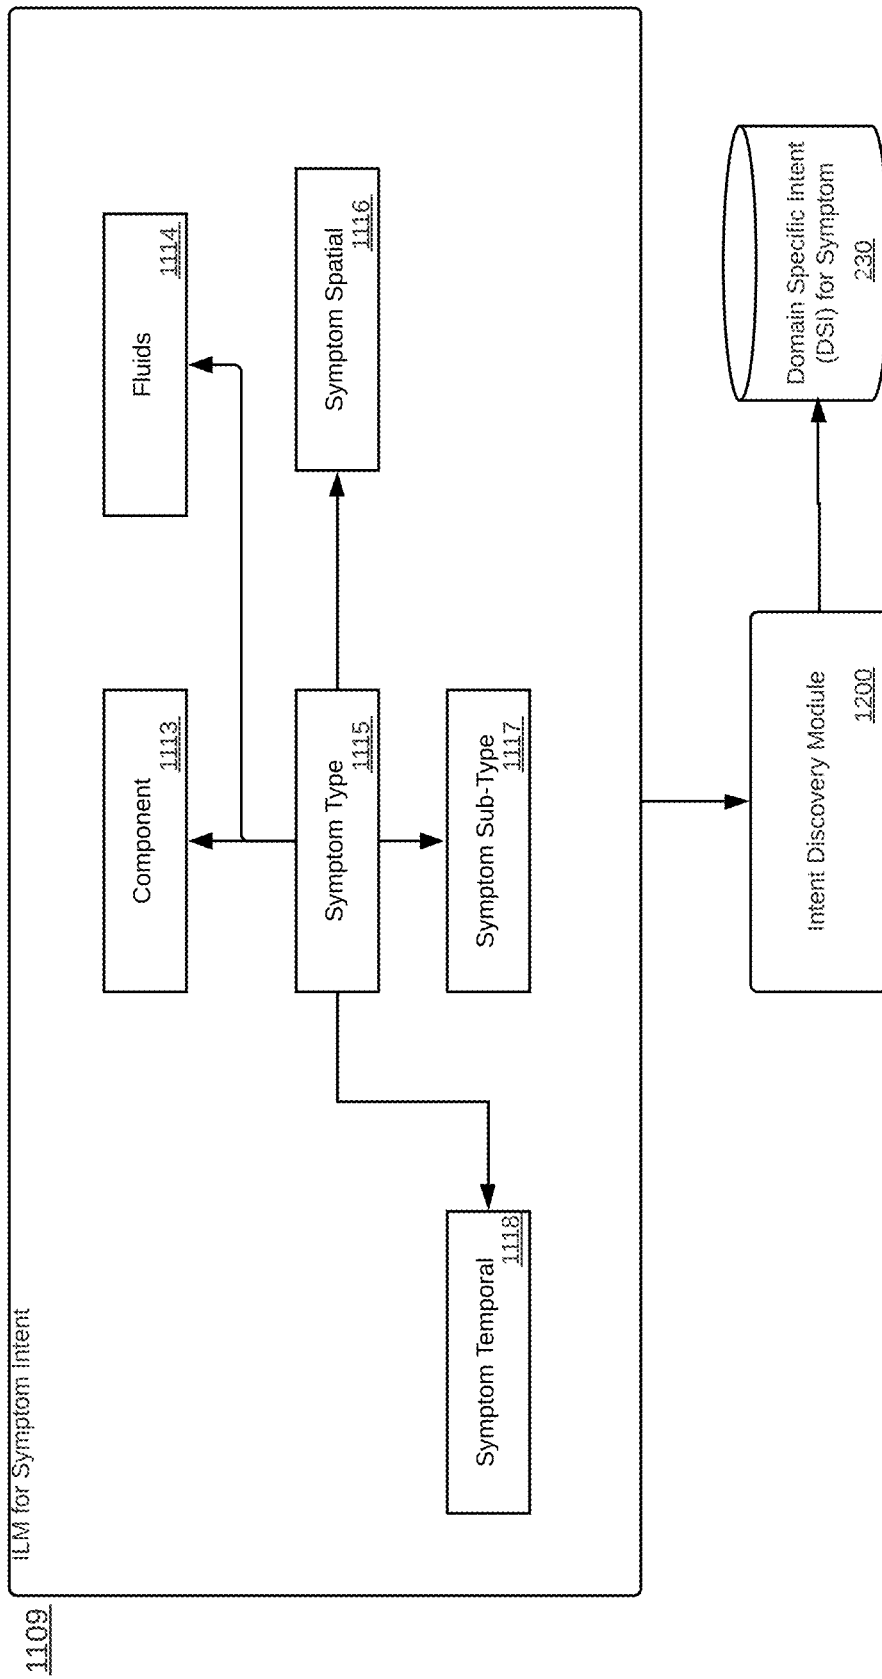 1109
ILM for Symptom Intent
Component
1113
Fluids
1114
Symptom Type
1115
Symptom Spatial
1116
Symptom Temporal
1118
Symptom Sub-Type
1117
Intent Discovery Module
1200
Domain Specific Intent
(DSI) for Symptom
230